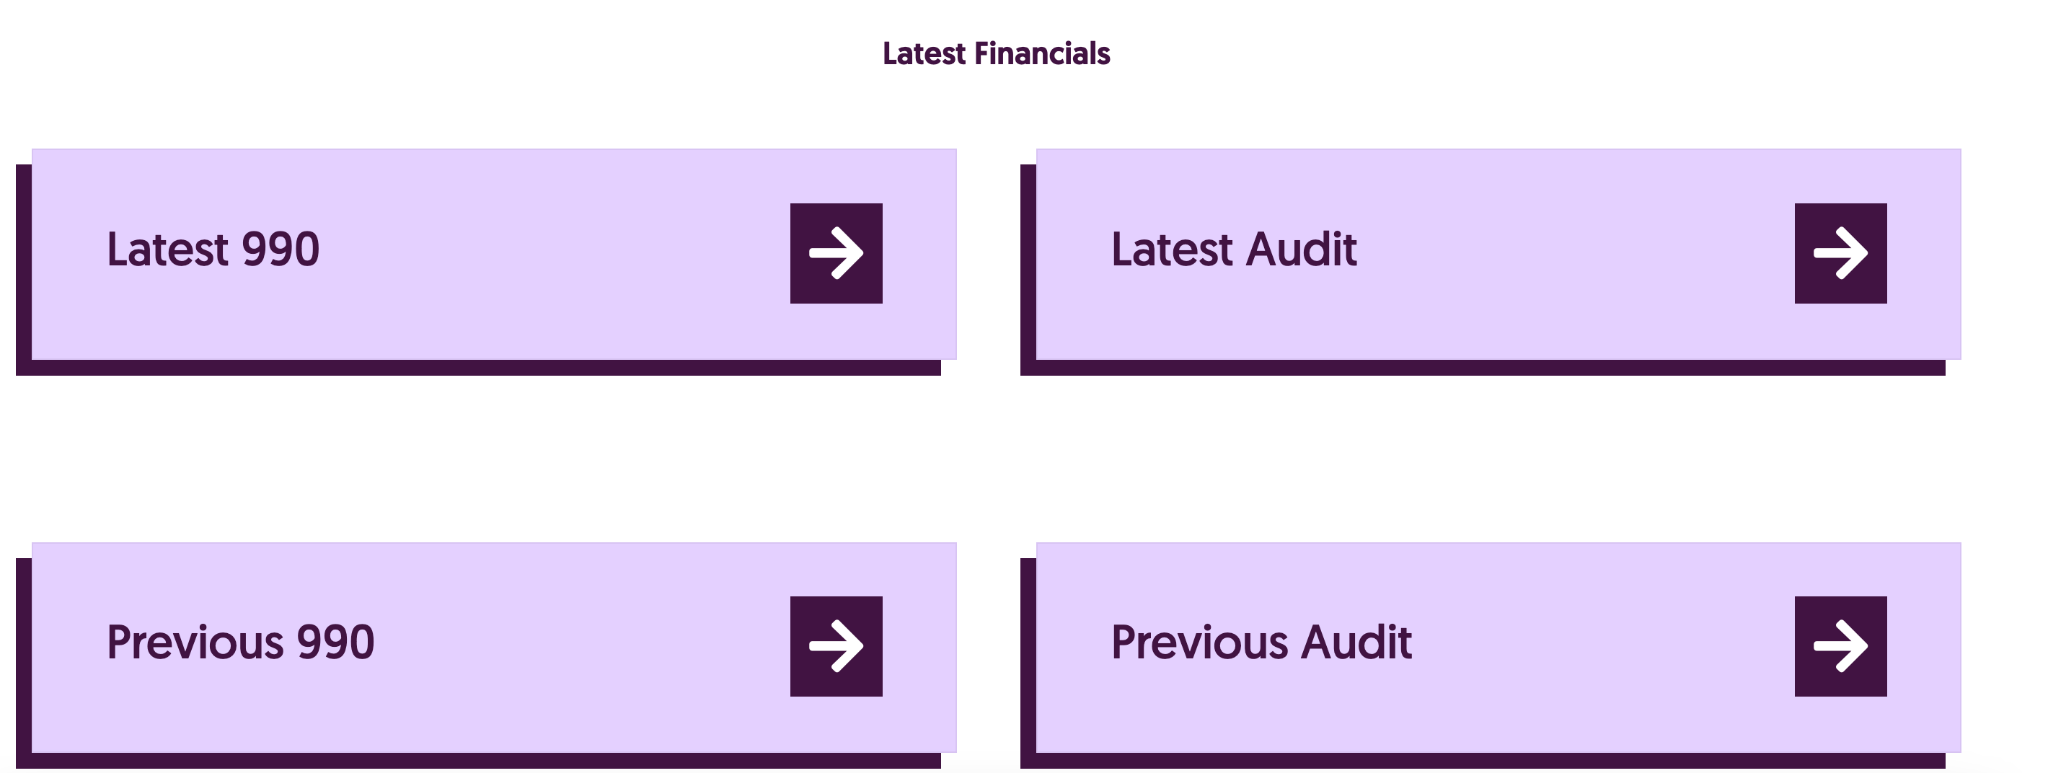 Latest Financials
Latest 990
Latest Audit
Previous 990
Previous Audit